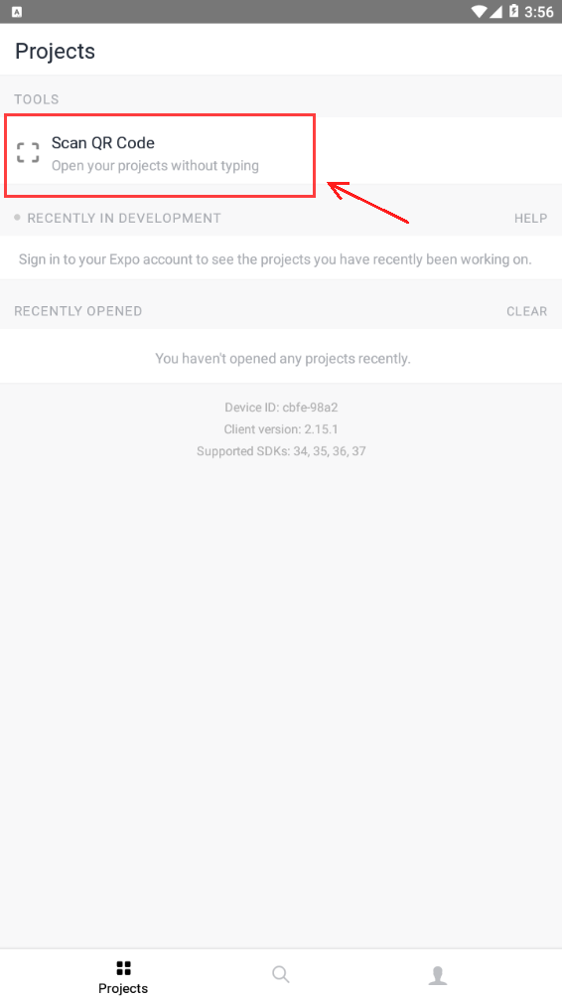 A
3:56
Projects
TOOLS
Scan QR Code
Open your projects without typing
RECENTLY IN DEVELOPMENT
HELP
Sign in to your Expo account to see the projects you have recently been working on.
RECENTLY OPENED
CLEAR
You haven't opened any projects recently.
Device ID: cbfe-98a2
Client version: 2.15.1
Supported SDKs: 34, 35, 36, 37
Projects